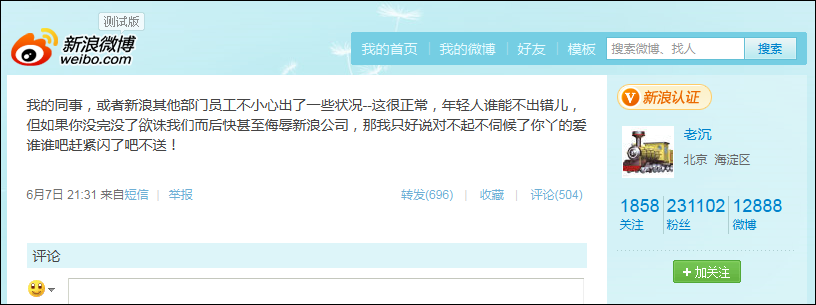 测试版
新浪微博
weibo.com
我的首页 | 我的微博 | 好友 | 模板
搜索微博、找人
搜索
我的同事，或者新浪其他部门员工不小心出了一些状况--这很正常，年轻人谁能不出错儿，
但如果你没完没了欲诛我们而后快甚至侮辱新浪公司，那我只好说对不起不伺候了你丫的爱
谁谁吧赶紧闪了吧不送！
6月7日 21:31 来自短信 | 举报
转发(696) | 收藏 | 评论(504)
评论
V 新浪认证
老沉
北京 海淀区
1858 231102 12888
关注 粉丝 微博
+ 加关注